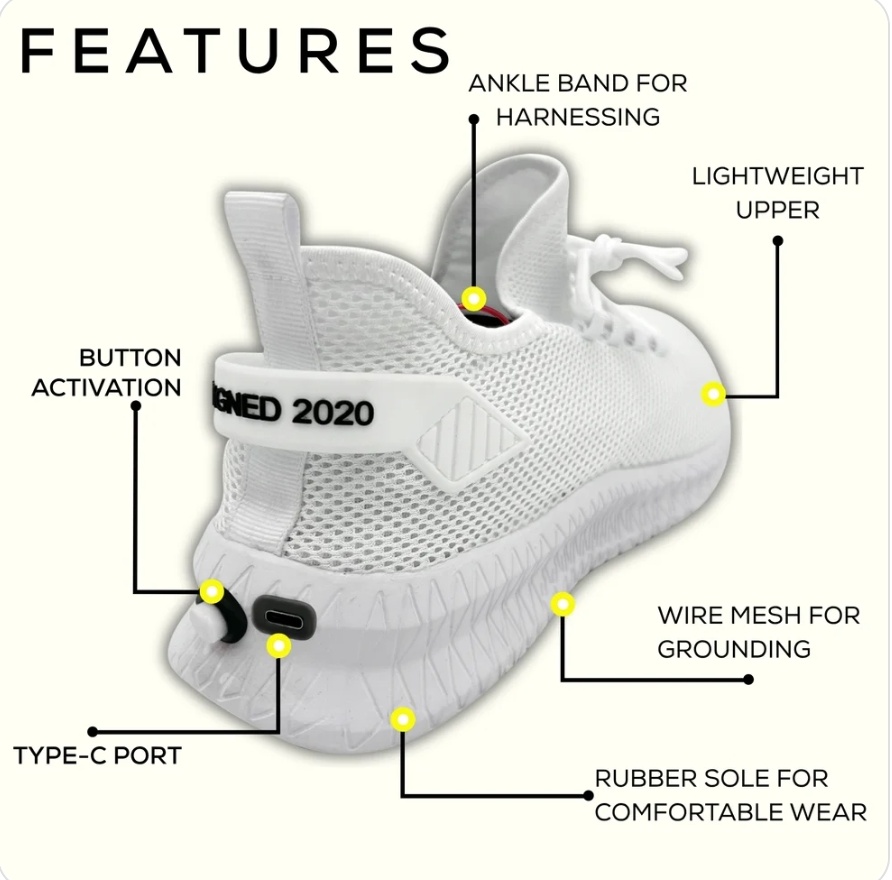 FEATURES
ANKLE BAND FOR
HARNESSING
LIGHTWEIGHT
UPPER
BUTTON
ACTIVATION
2020
WIRE MESH FOR
GROUNDING
TYPE-C PORT
RUBBER SOLE FOR
COMFORTABLE WEAR